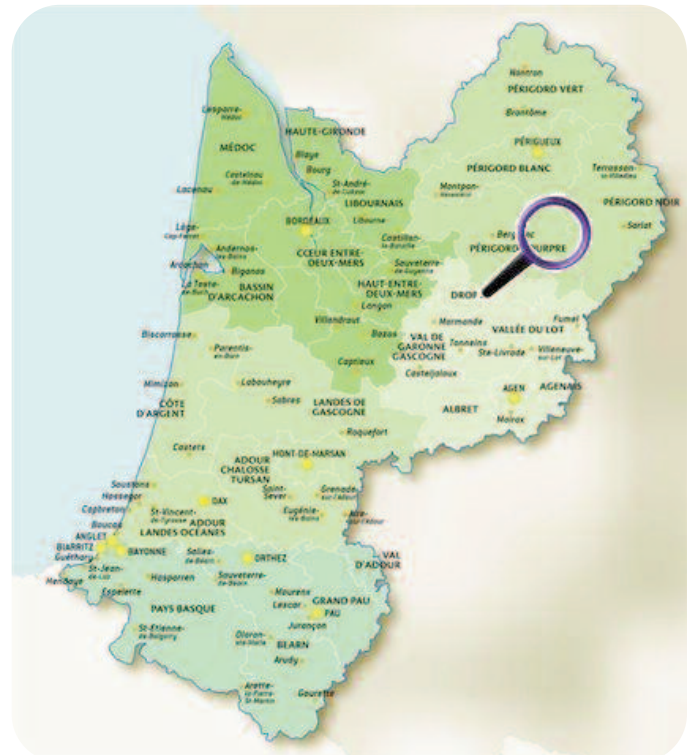 Nontron
PÉRIGORD VERT
Brantôme
PÉRIGUEUX
PÉRIGORD BLANC
Terrasson-
la-Villedieu
PÉRIGORD NOIR
Sarlat
Montpon-
Ménestérol
PÉRIGORD
Lesparre-
Médoc
MÉDOC
HAUTE-GIRONDE
Blaye
Bourg
Castelnau
de-Médoc
Lacanau
St-André-
de-Cubzac
LIBOURNAIS
Libourne
BORDEAUX
Lège-
Cap-Ferret
Andernos-
les-Bains
CŒUR ENTRE-
DEUX-MERS
Castillon-
la-Bataille
Sauveterre-
de-Guyenne
Arcachon
Biganos
La Teste-
de-Buch
BASSIN
D'ARCACHON
HAUT-ENTRE-
DEUX-MERS
Langon
Villandraut
Bazas
Captieux
DROP
Marmande
VALLÉE DU LOT
Fumel
VAL DE
GARONNE
GASCOGNE
Tonneins
Ste-Livrade
Villeneuve-
sur-Lot
Casteljaloux
AGEN
AGENAIS
ALBRET
Moirax
Biscarrosse
Parentis-
en-Born
Mimizan
Labouheyre
Sabres
CÔTE
D'ARGENT
LANDES DE
GASCOGNE
Roquefort
Castets
ADOUR
CHALOSSE
TURSAN
MONT-DE-MARSAN
Soustons
Hossegor
Capbreton
Saint-
Sever
Grenade-
sur-l'Adour
DAX
St-Vincent-
de-Tyrosse
Eugénie-
les-Bains
Aire-
sur-l'Adour
Boucau
ADOUR
LANDES OCÉANES
ANGLET
BIARRITZ
BAYONNE
Guéthary
St-Jean-
de-Luz
Hendaye
Salies-
de-Béarn
ORTHEZ
VAL
D'ADOUR
Hasparren
Sauveterre-
de-Béarn
Espelette
Mourenx
Lescar
GRAND PAU
PAU
PAYS BASQUE
Jurançon
St-Etienne-
de-Baïgorry
Oloron-
ste-Marie
BEARN
Arudy
Arette-
la-Pierre-
St-Martin
Gourette